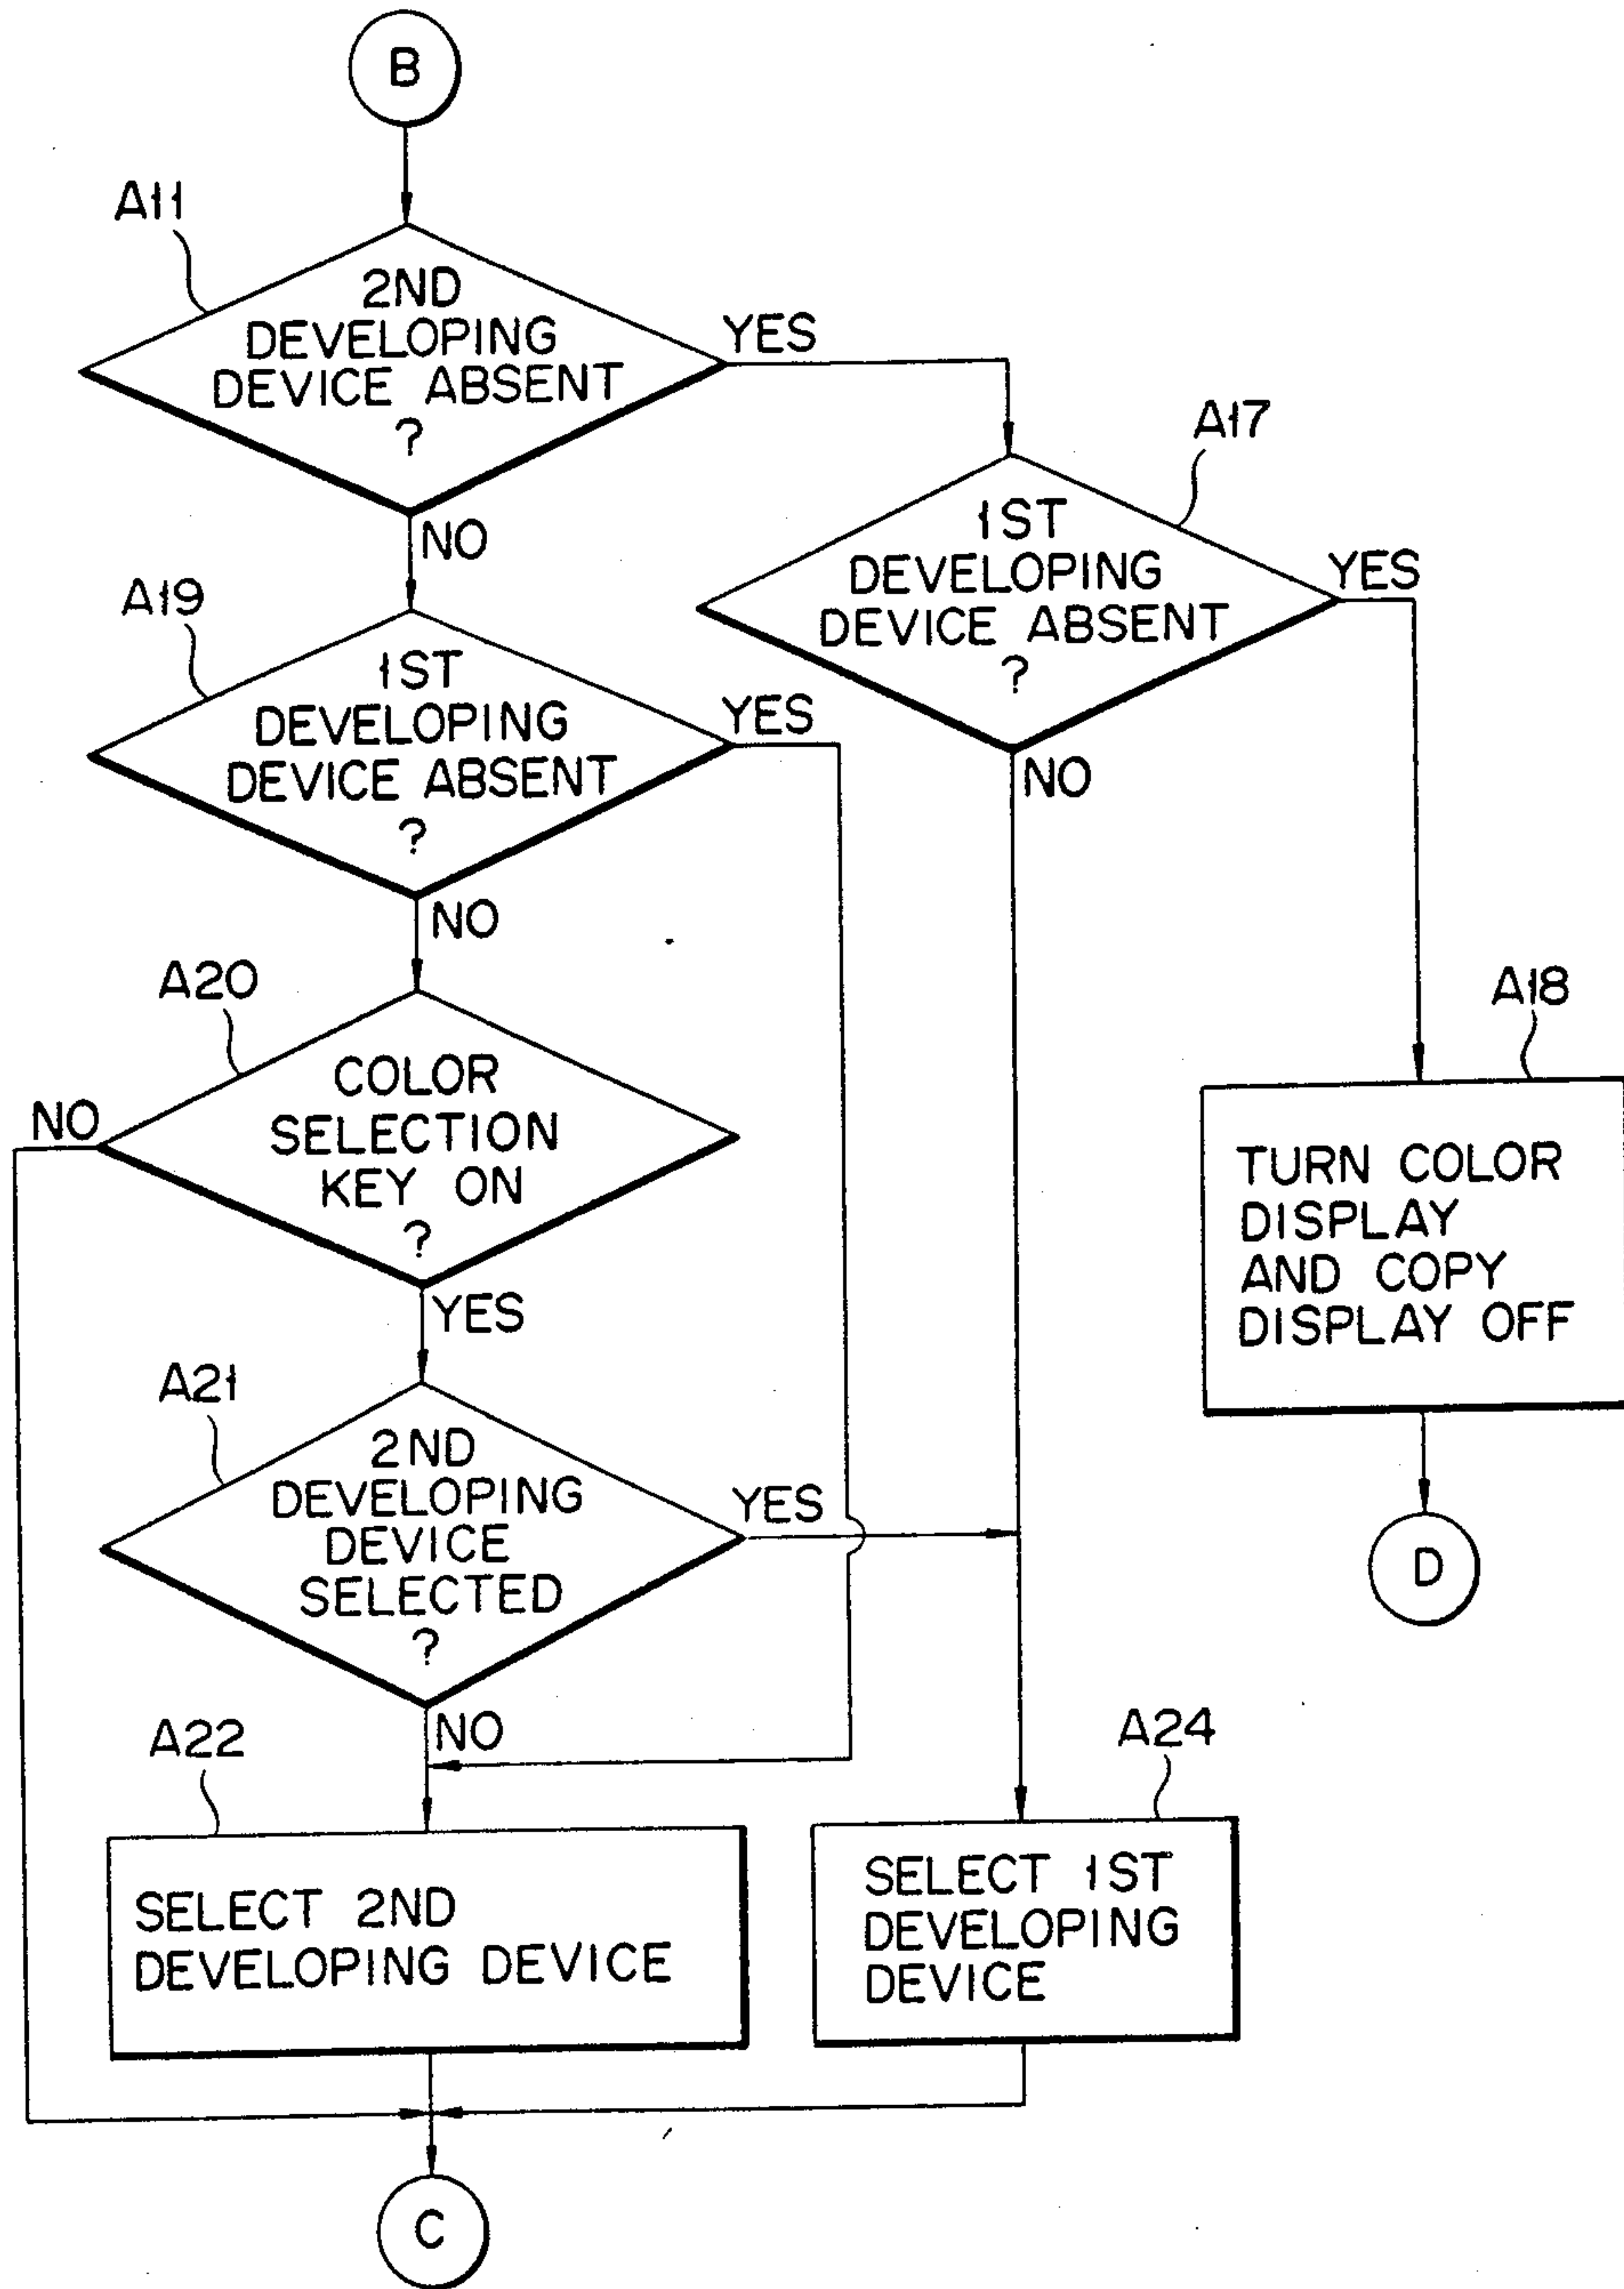 B
A11
2ND
DEVELOPING
DEVICE ABSENT
?
YES
NO
A17
1ST
DEVELOPING
DEVICE ABSENT
?
YES
NO
A19
1ST
DEVELOPING
DEVICE ABSENT
?
YES
NO
A20
COLOR
SELECTION
KEY ON
?
NO
YES
A18
TURN COLOR
DISPLAY
AND COPY
DISPLAY OFF
D
A21
2ND
DEVELOPING
DEVICE
SELECTED
?
YES
NO
A22
SELECT 2ND
DEVELOPING DEVICE
A24
SELECT 1ST
DEVELOPING
DEVICE
C